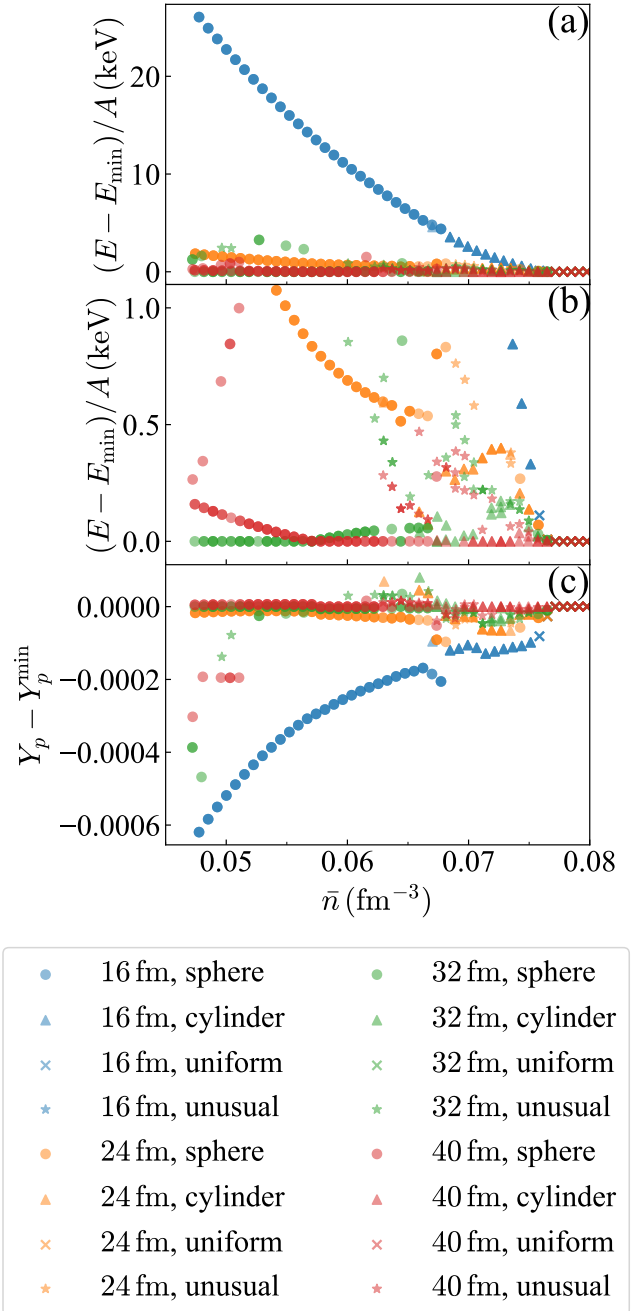 (a)
20
10
0
(E − E_min)/A (keV)
(b)
1.0
0.5
0.0
(E − E_min)/A (keV)
(c)
0.0000
−0.0002
−0.0004
−0.0006
Y_p − Y_p^min
0.05 0.06 0.07 0.08
n̄ (fm⁻³)
16 fm, sphere 32 fm, sphere
16 fm, cylinder 32 fm, cylinder
16 fm, uniform 32 fm, uniform
16 fm, unusual 32 fm, unusual
24 fm, sphere 40 fm, sphere
24 fm, cylinder 40 fm, cylinder
24 fm, uniform 40 fm, uniform
24 fm, unusual 40 fm, unusual